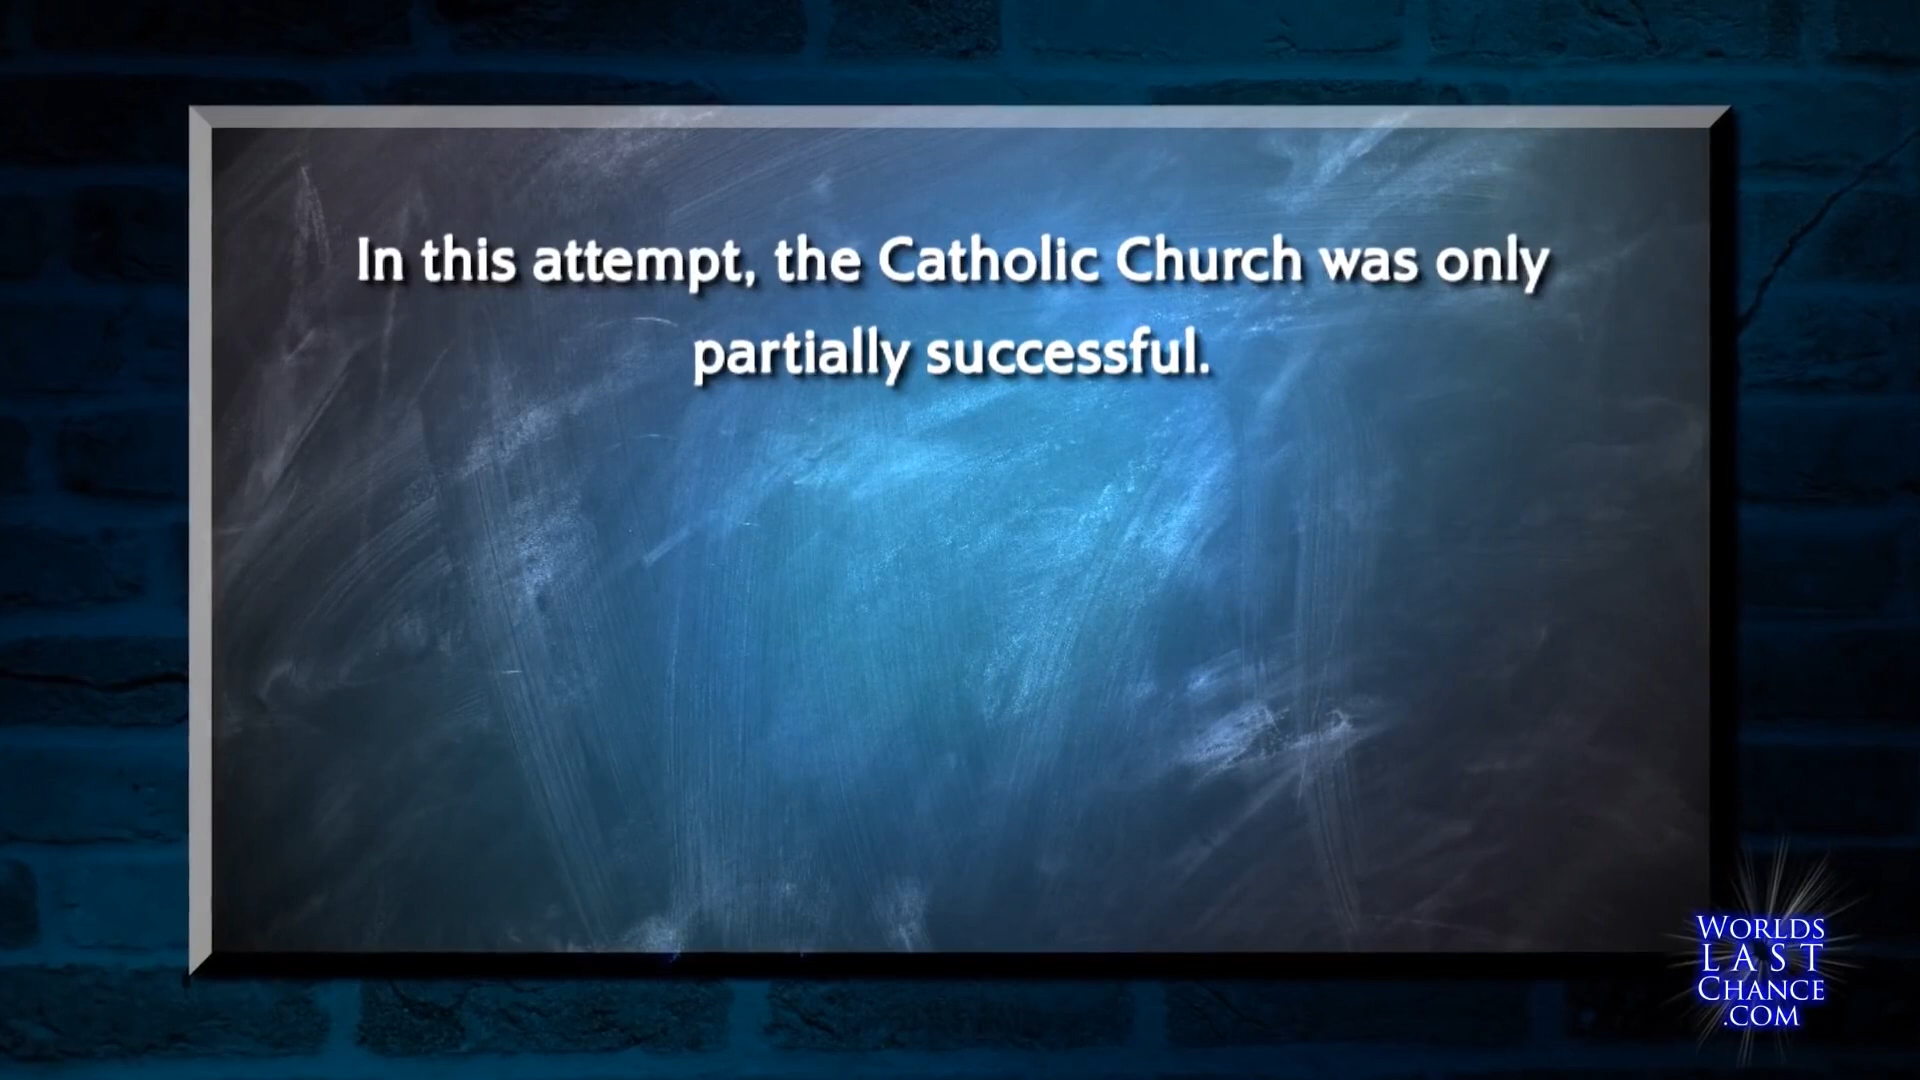 In this attempt, the Catholic Church was only
partially successful.
WORLDS
LAST
CHANCE
.COM